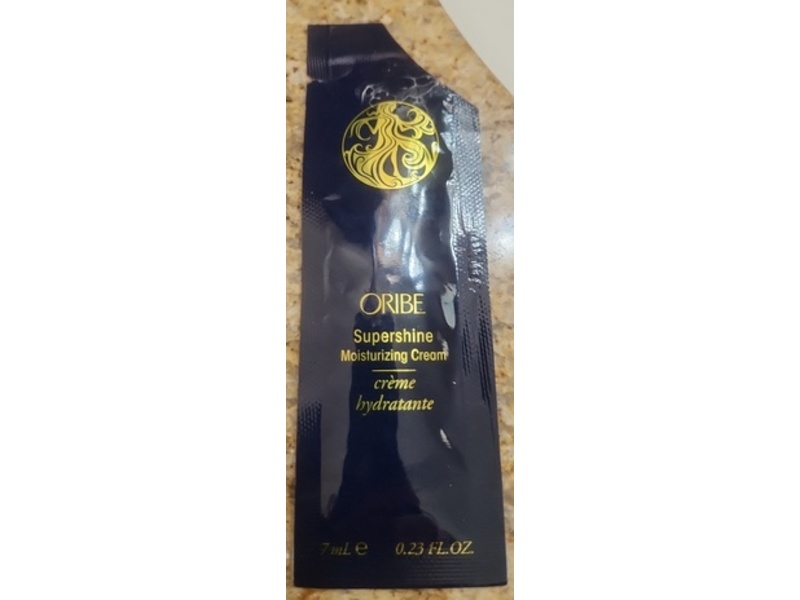 ORIBE
Supershine
Moisturizing Cream
crème
hydratante
7 mL ℮ 0.23 FL.OZ.